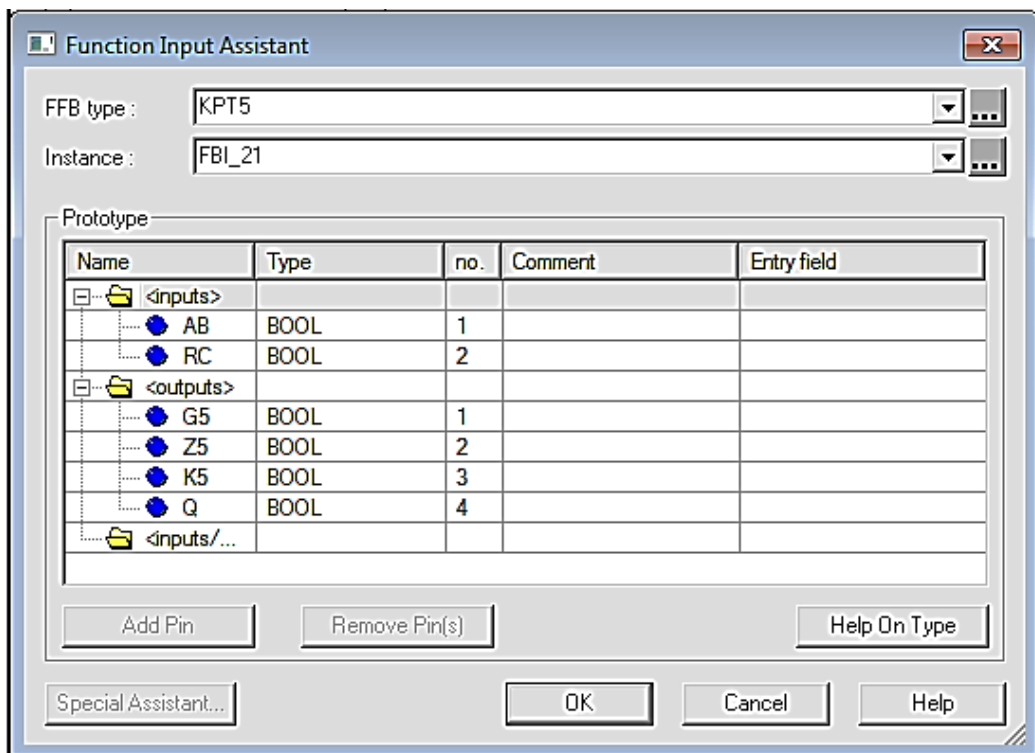 Function Input Assistant
FFB type : KPT5 ...
Instance : FBI_21 ...
Prototype
Name Type no. Comment Entry field
<inputs>
AB BOOL 1
RC BOOL 2
<outputs>
G5 BOOL 1
Z5 BOOL 2
K5 BOOL 3
Q BOOL 4
<inputs/...
Add Pin Remove Pin(s) Help On Type
Special Assistant... OK Cancel Help